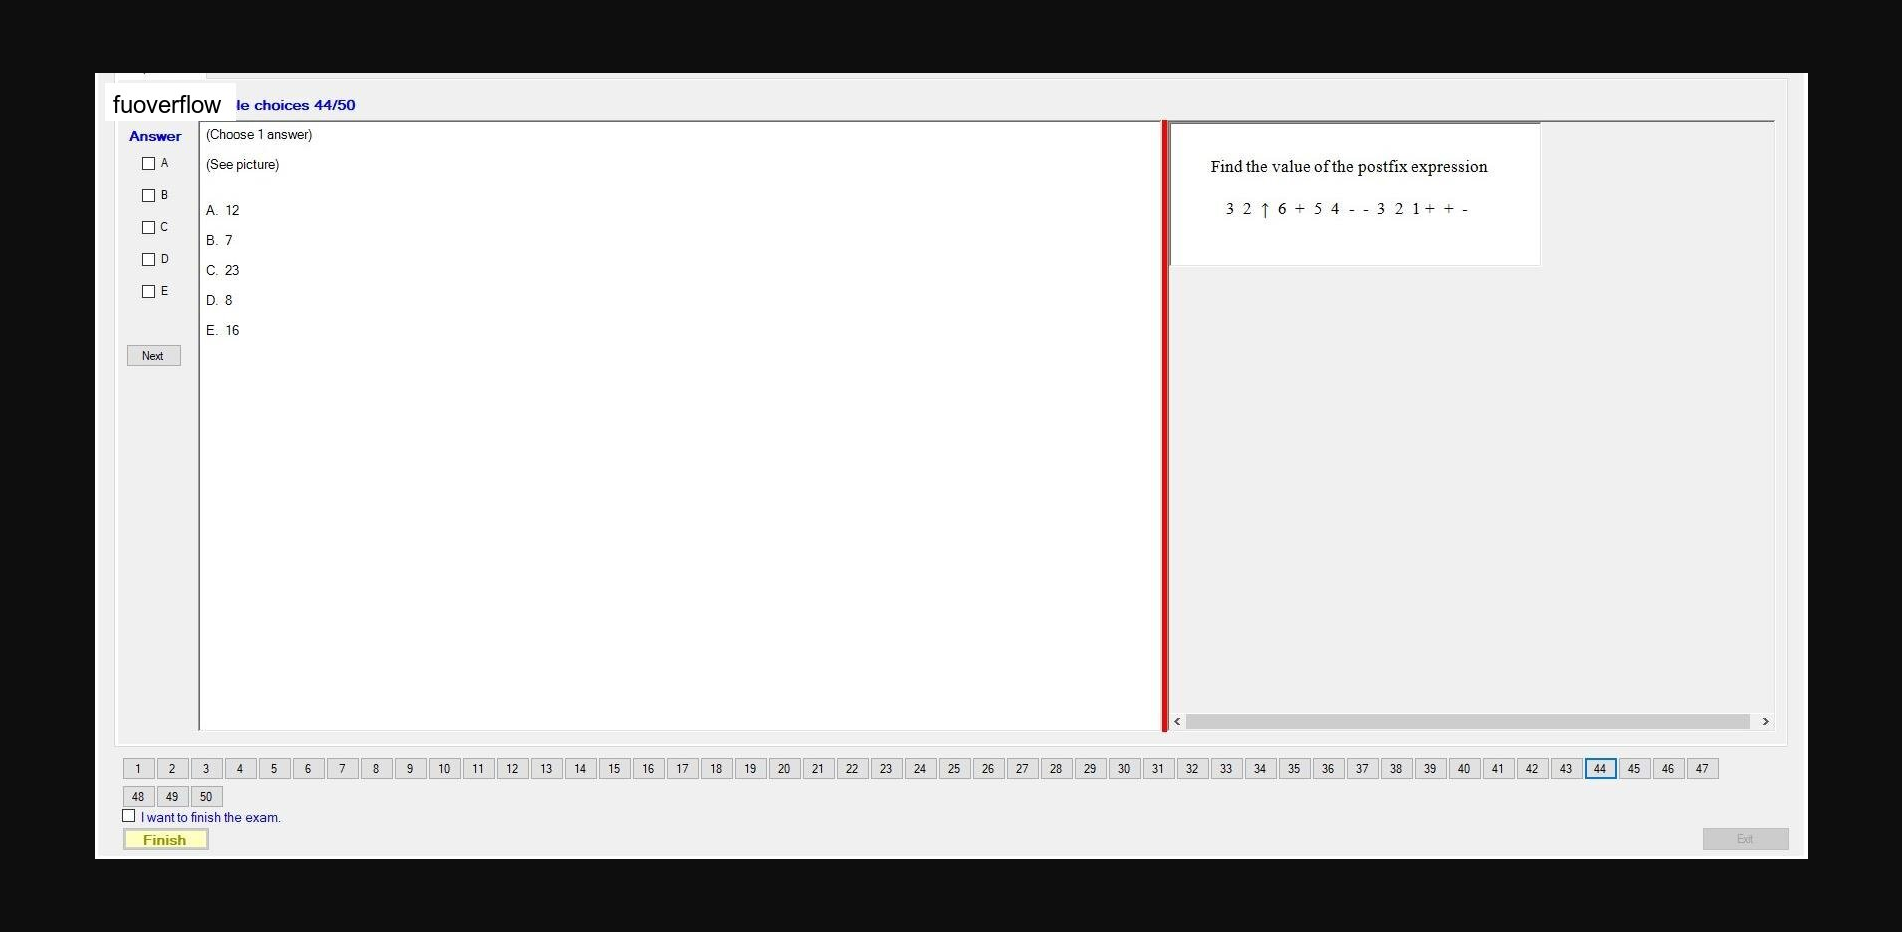 fuoverflow
le choices 44/50
Answer
A
B
C
D
E
Next
(Choose 1 answer)
(See picture)
A. 12
B. 7
C. 23
D. 8
E. 16
Find the value of the postfix expression
3 2 ↑ 6 + 5 4 - - 3 2 1 + + -
1 2 3 4 5 6 7 8 9 10 11 12 13 14 15 16 17 18 19 20 21 22 23 24 25 26 27 28 29 30 31 32 33 34 35 36 37 38 39 40 41 42 43 44 45 46 47
48 49 50
I want to finish the exam.
Finish
Exit